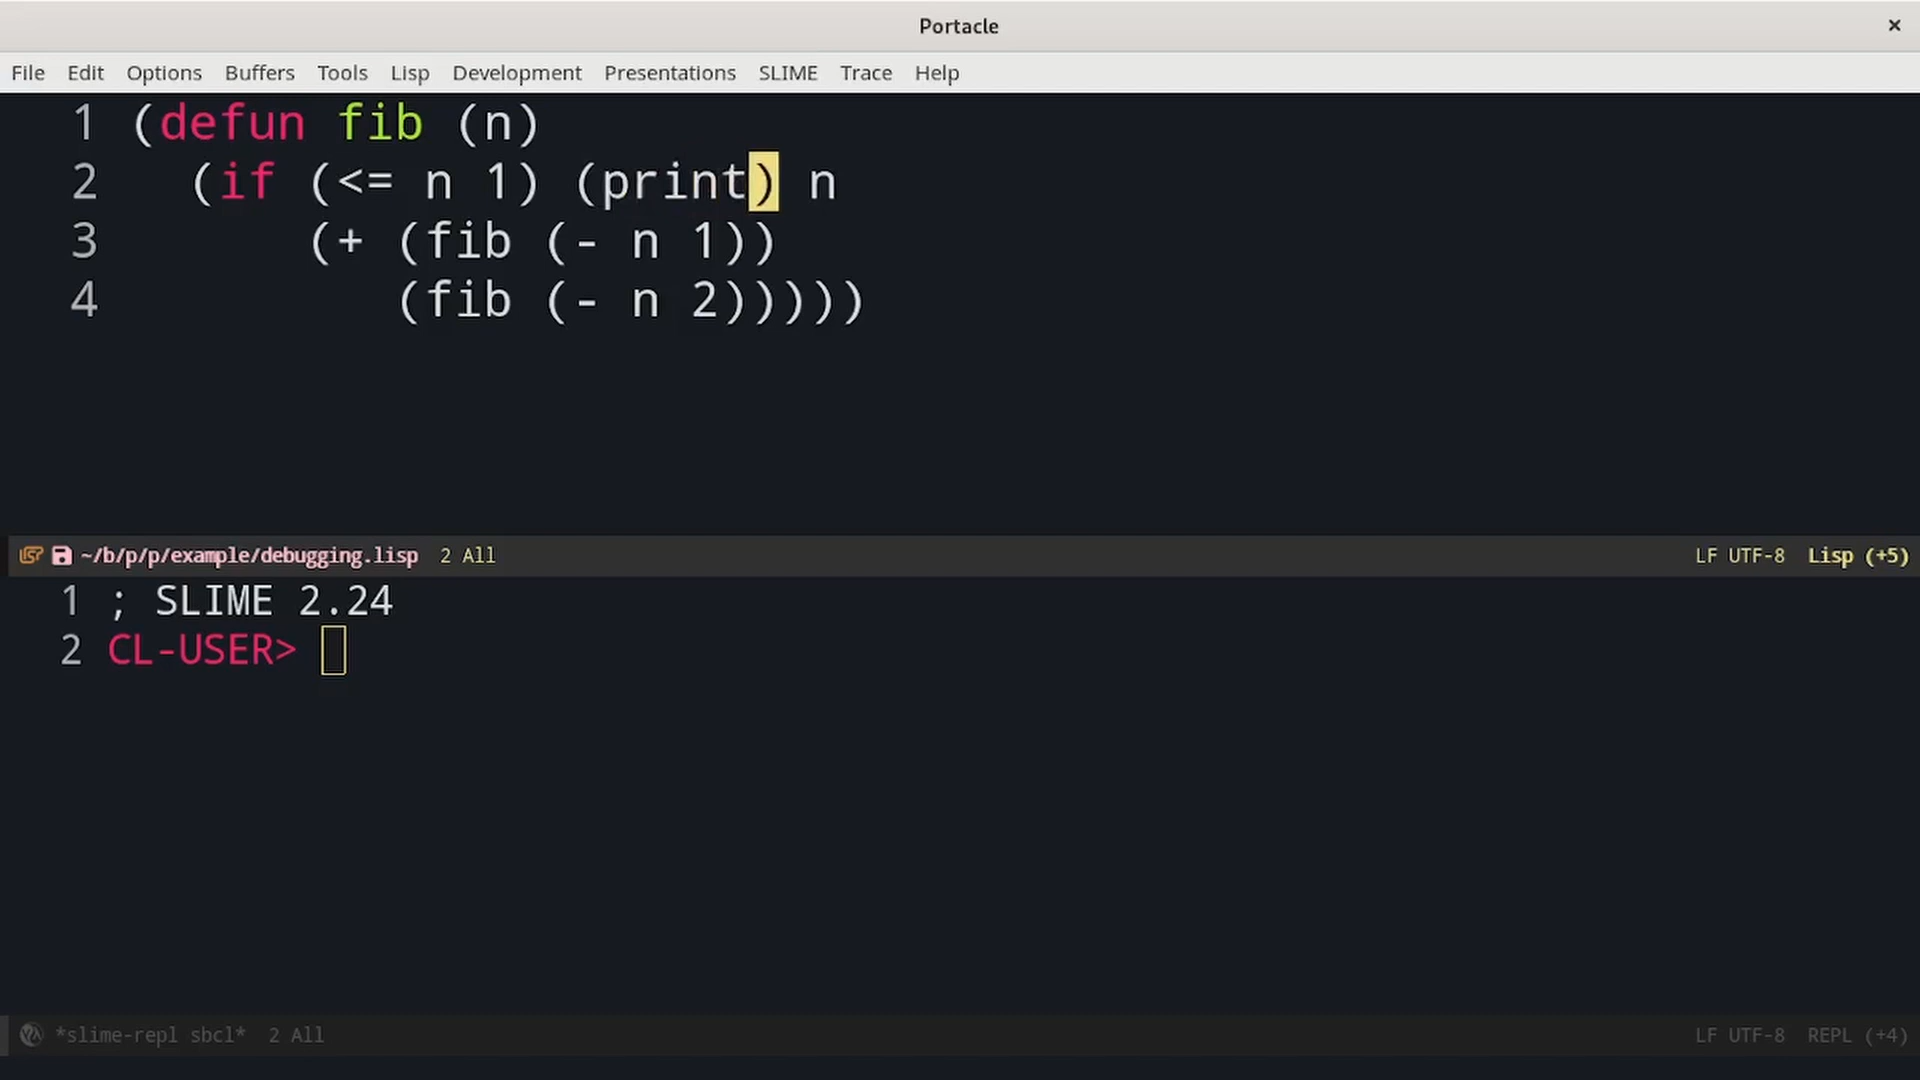 Portacle ×
File Edit Options Buffers Tools Lisp Development Presentations SLIME Trace Help
1 (defun fib (n)
2   (if (<= n 1) (print) n
3       (+ (fib (- n 1))
4          (fib (- n 2)))))
~/b/p/p/example/debugging.lisp 2 All LF UTF-8 Lisp (+5)
1 ; SLIME 2.24
2 CL-USER>
*slime-repl sbcl* 2 All LF UTF-8 REPL (+4)